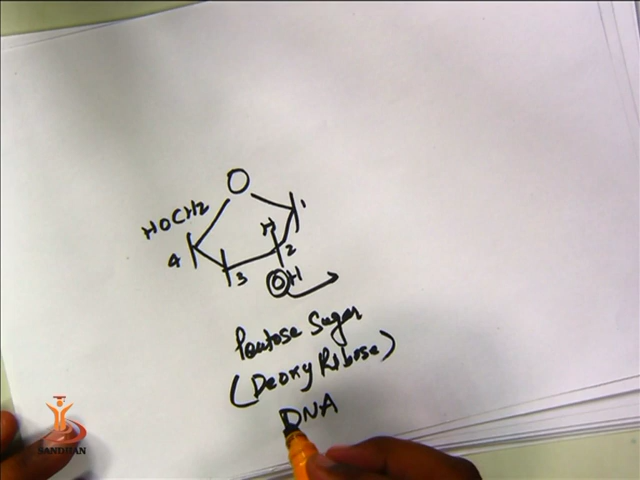 O
HOCH2
1
H
2
4
3
OH
Pentose Sugar
(Deoxy Ribose)
DNA
SANDHAN